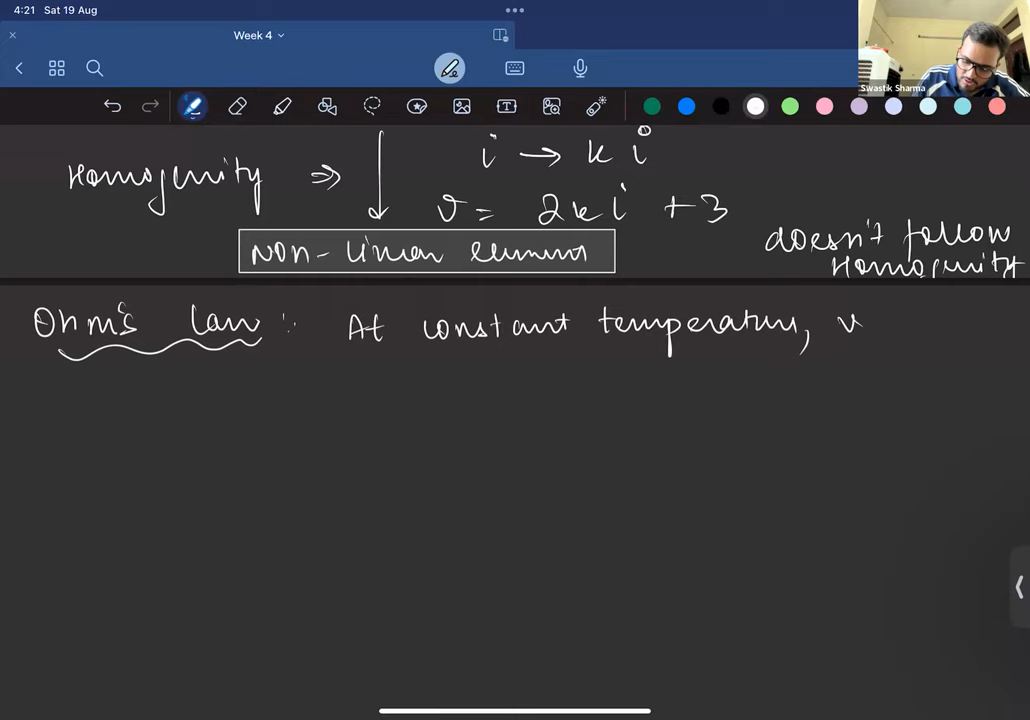 4:21 Sat 19 Aug
Week 4
Swastik Sharma
i → k i
Homogenity ⇒
v = 2ki + 3
Non-linear element
doesn't follow
Homogenity
Ohm's law : At constant temperature, v